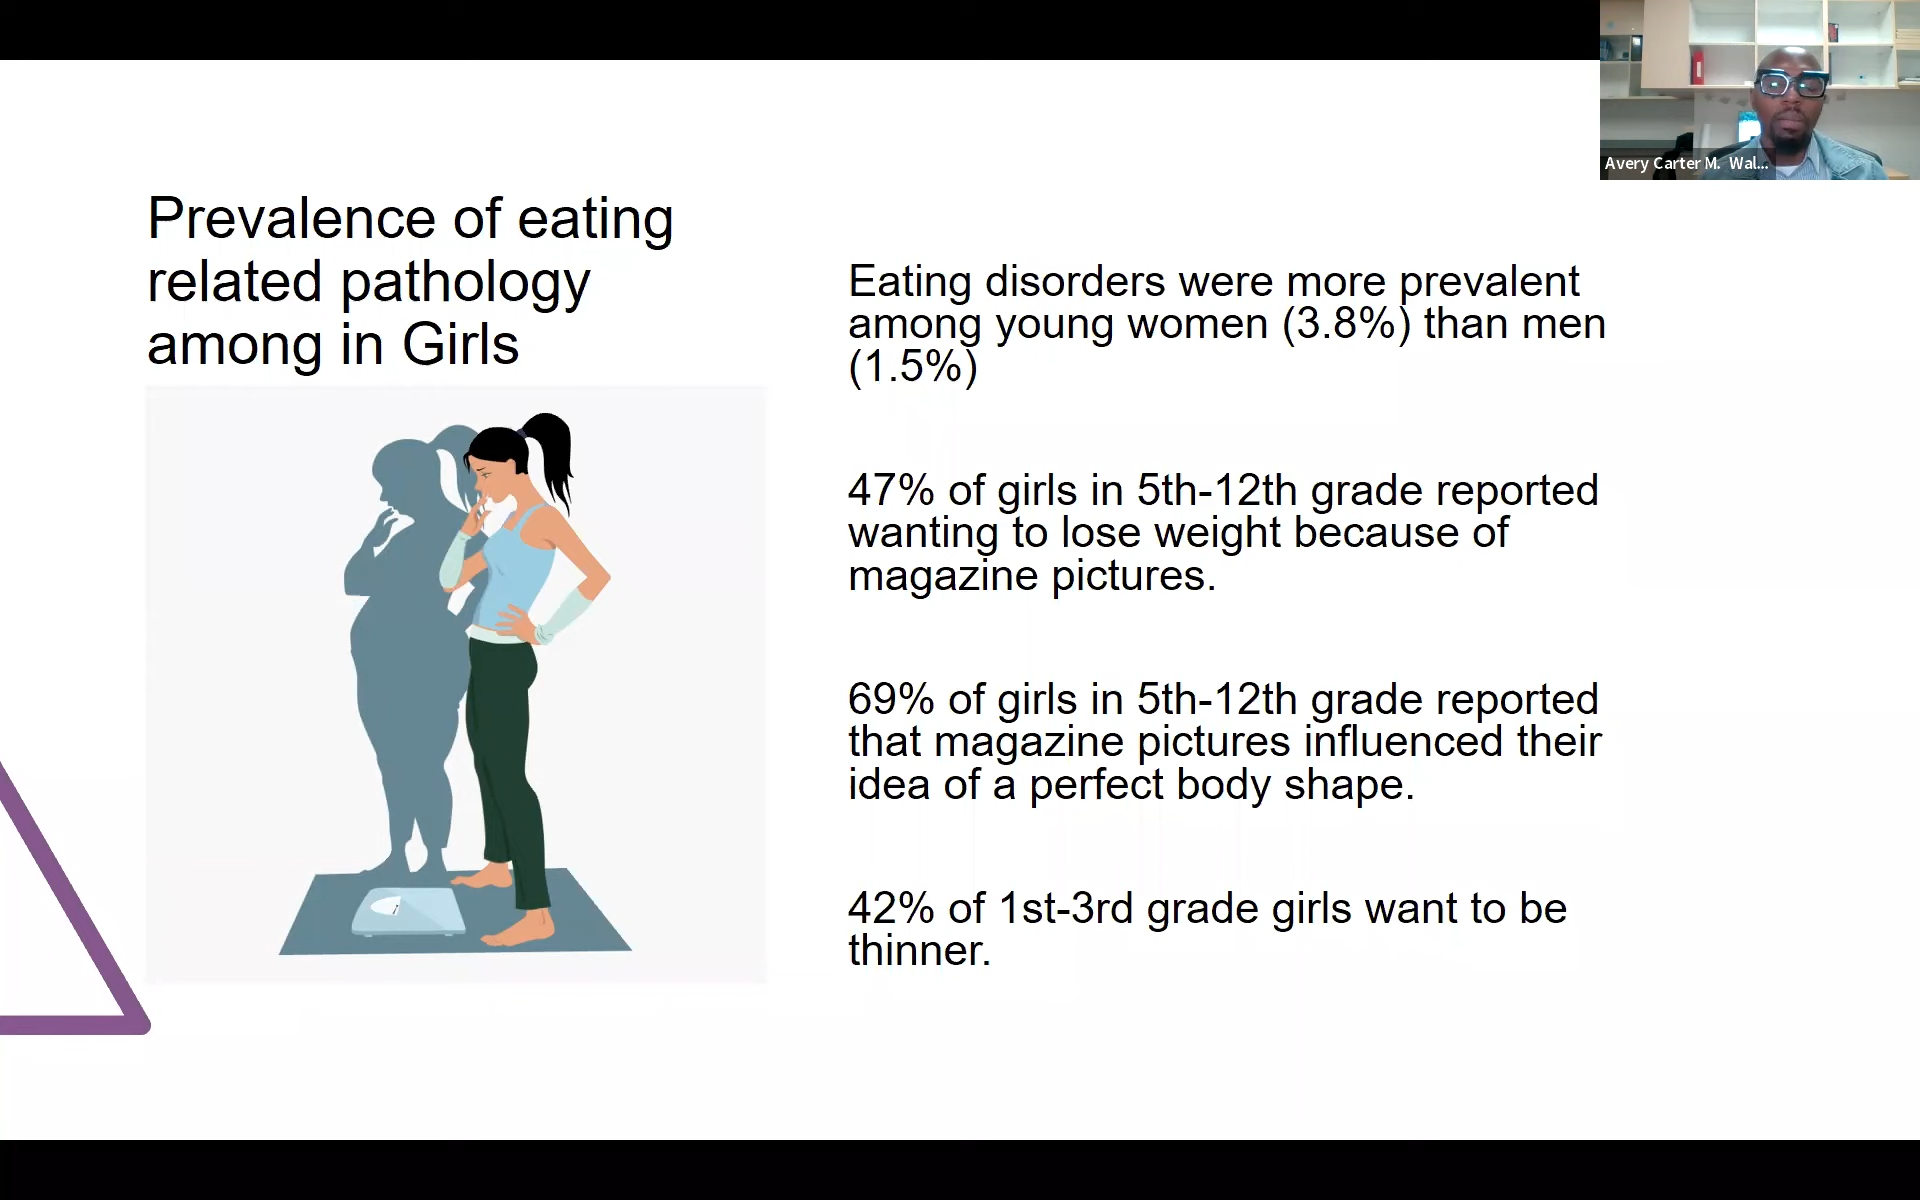 Avery Carter M. Wal...
Prevalence of eating
related pathology
among in Girls
Eating disorders were more prevalent
among young women (3.8%) than men
(1.5%)
47% of girls in 5th-12th grade reported
wanting to lose weight because of
magazine pictures.
69% of girls in 5th-12th grade reported
that magazine pictures influenced their
idea of a perfect body shape.
42% of 1st-3rd grade girls want to be
thinner.